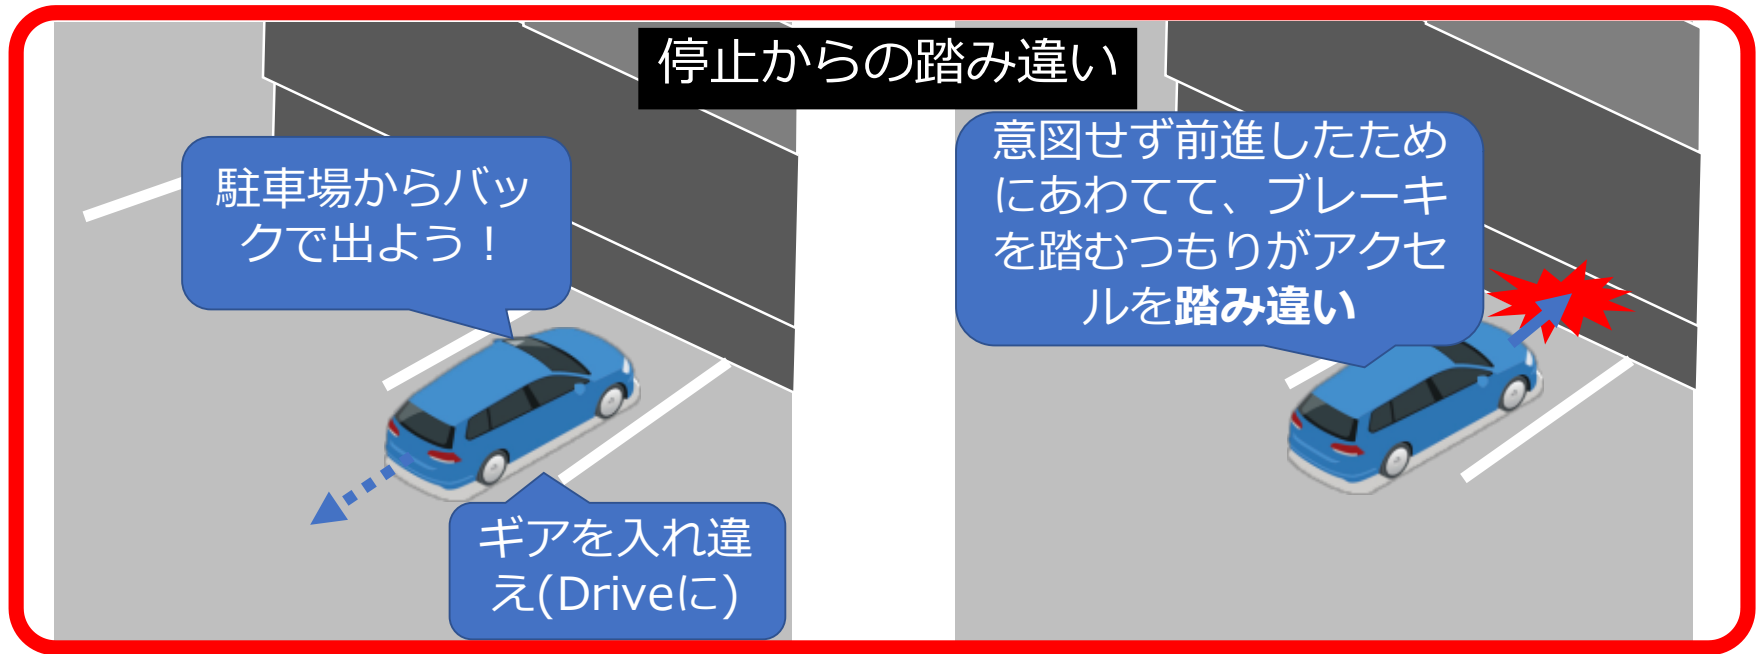 停止からの踏み違い
駐車場からバッ
クで出よう！
ギアを入れ違
え(Driveに)
意図せず前進したため
にあわてて、ブレーキ
を踏むつもりがアクセ
ルを踏み違い